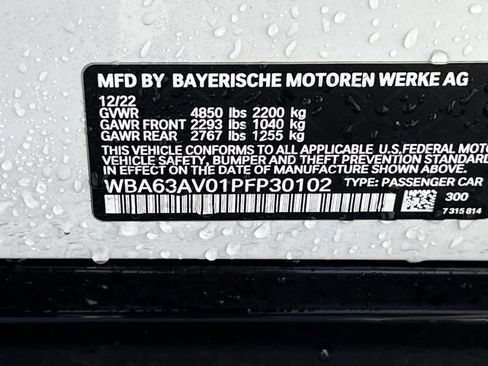 MFD BY BAYERISCHE MOTOREN WERKE AG
12/22
GVWR 4850 lbs 2200 kg
GAWR FRONT 2293 lbs 1040 kg
GAWR REAR 2767 lbs 1255 kg
THIS VEHICLE CONFORMS TO ALL APPLICABLE U.S. FEDERAL MOTOR
SAFETY, BUMPER, AND THEFT PREVENTION STANDARDS
IN EFFECT ON THE DATE OF MANUFACTURE SHOWN
WBA63AV01PFP30102 TYPE: PASSENGER CAR
300
7 315 814